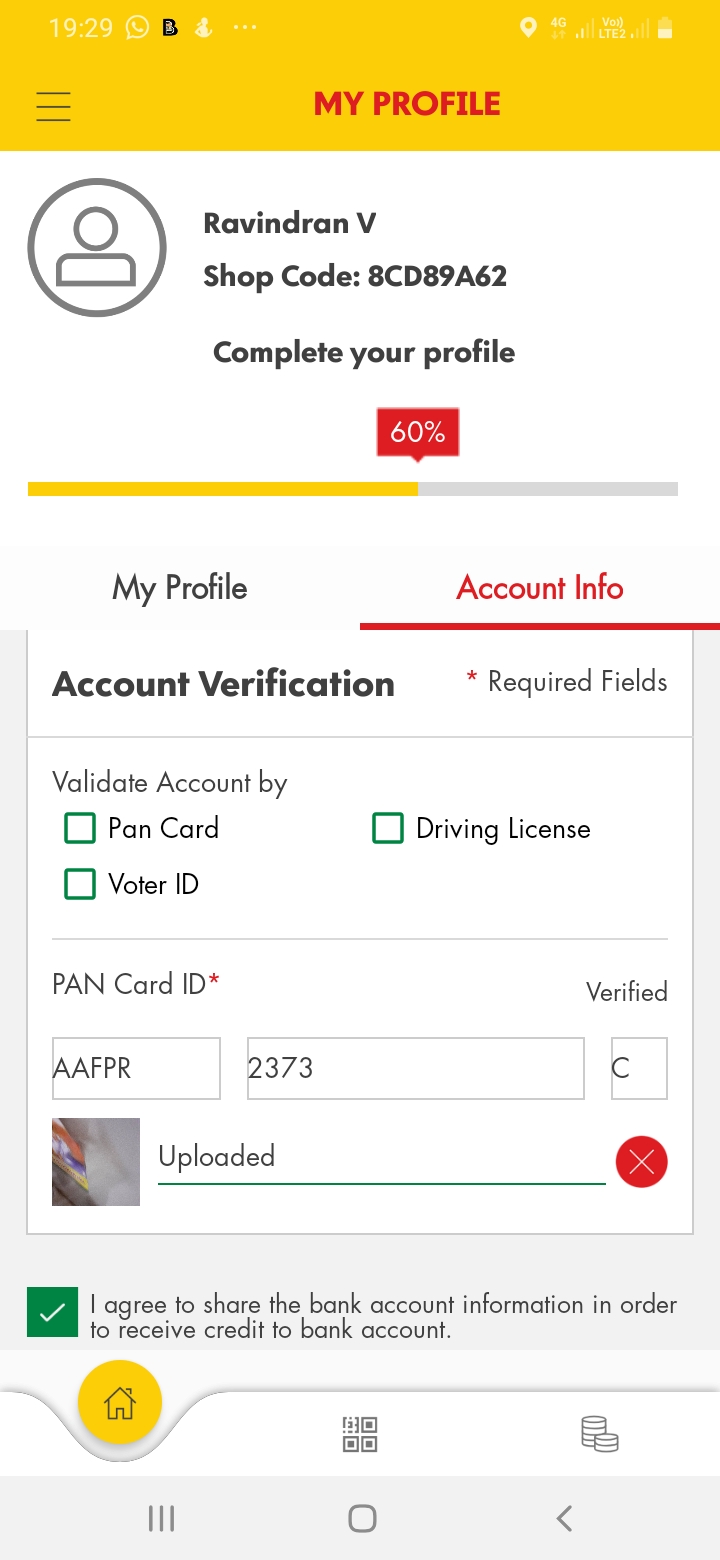 19:29
4G
Vo))
LTE2
MY PROFILE
Ravindran V
Shop Code: 8CD89A62
Complete your profile
60%
My Profile
Account Info
Account Verification
* Required Fields
Validate Account by
Pan Card
Driving License
Voter ID
PAN Card ID*
Verified
AAFPR
2373
C
Uploaded
I agree to share the bank account information in order
to receive credit to bank account.